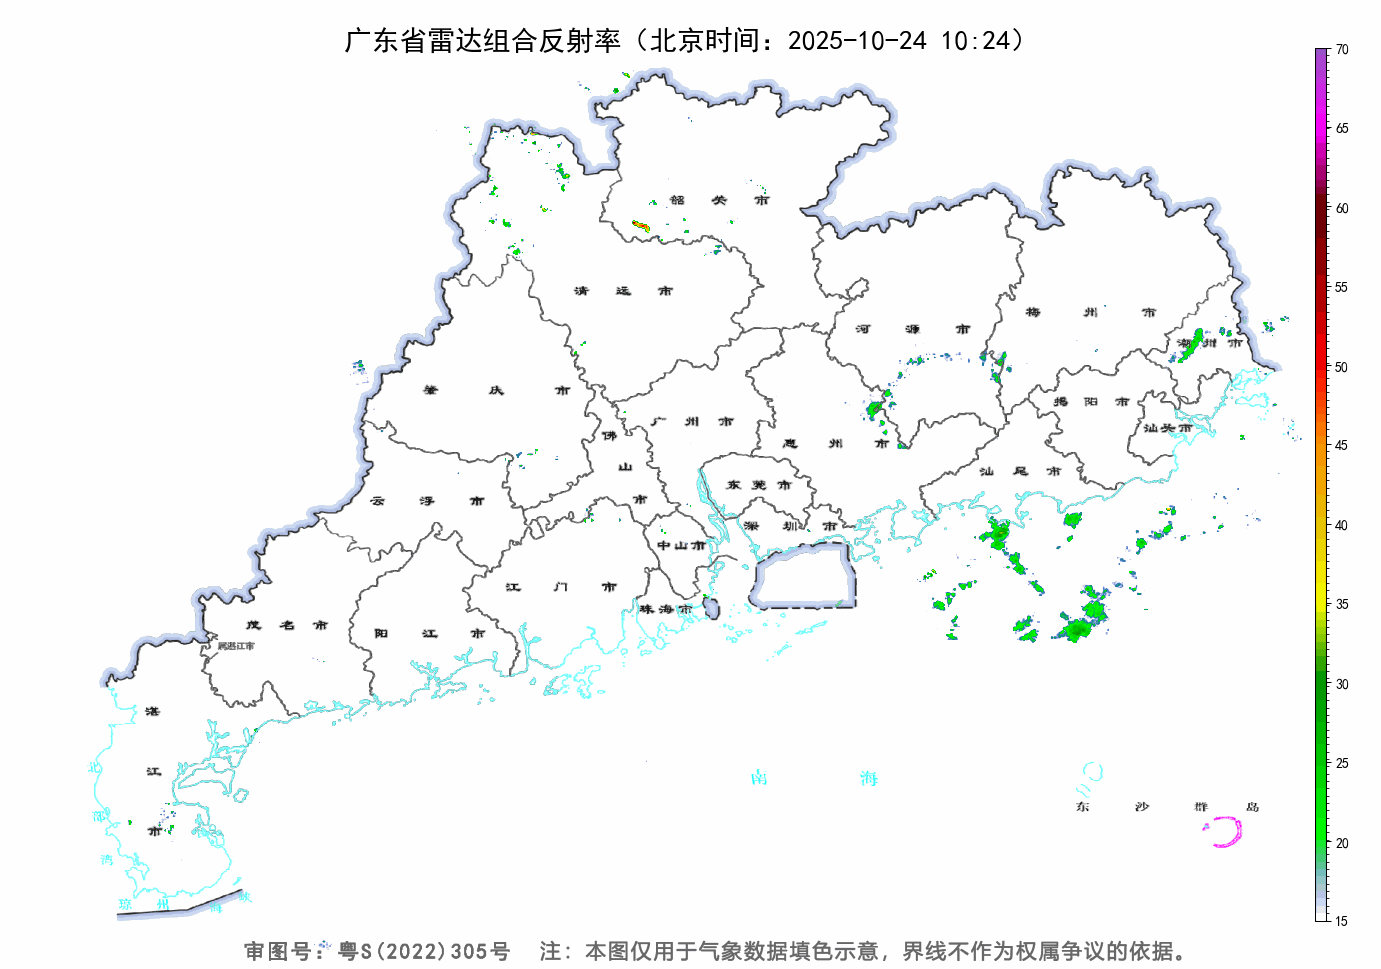 广东省雷达组合反射率（北京时间：2025-10-24 10:24）
70
65
60
55
50
45
40
35
30
25
20
15
韶关市
清远市
河源市
梅州市
潮州市
肇庆市
广州市
揭阳市
汕头市
佛山市
惠州市
汕尾市
云浮市
东莞市
深圳市
中山市
江门市
珠海市
茂名市
属湛江市
阳江市
湛江市
南海
东沙群岛
北部湾
琼州海峡
审图号：粤S(2022)305号 注：本图仅用于气象数据填色示意，界线不作为权属争议的依据。